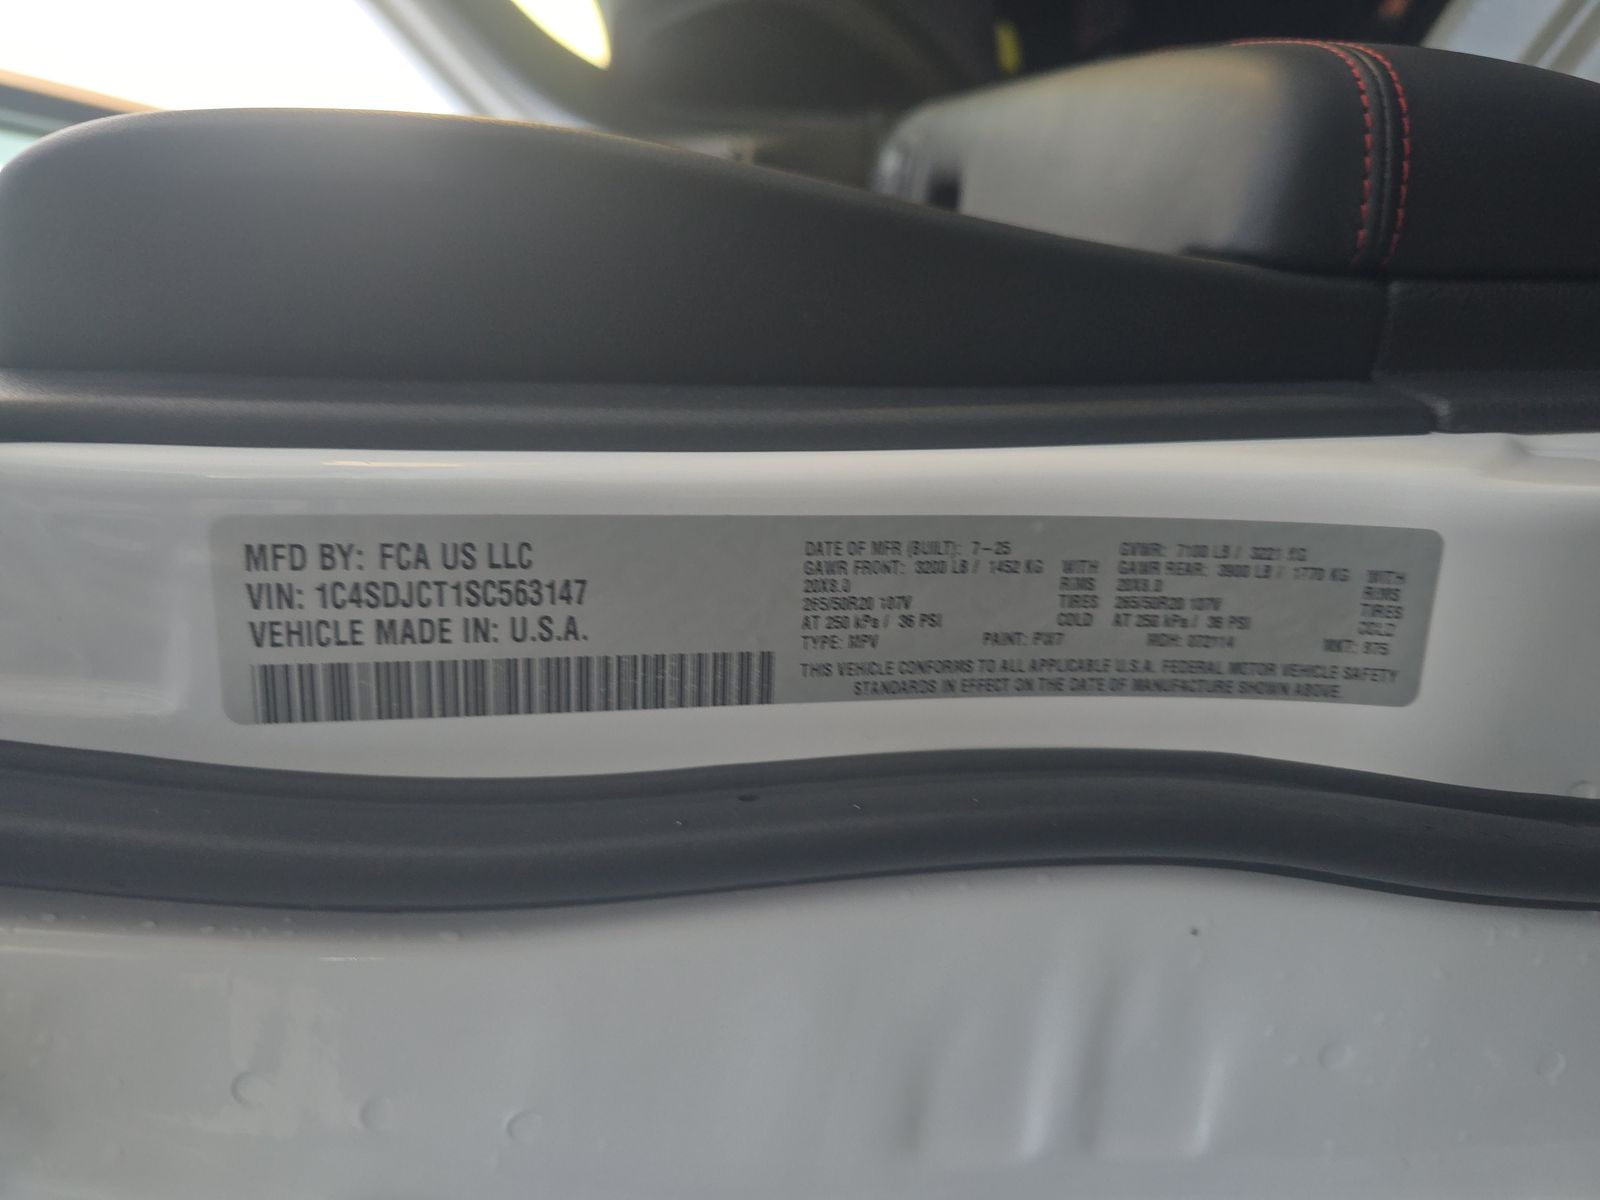 MFD BY: FCA US LLC
VIN: 1C4SDJCT1SC563147
VEHICLE MADE IN: U.S.A.
DATE OF MFR (BUILT): 7-25
GVWR: 7100 LB / 3221 KG
GAWR FRONT: 3200 LB / 1452 KG WITH
20X8.0 RIMS
265/50R20 107V TIRES
AT 250 kPa / 36 PSI COLD
GAWR REAR: 3900 LB / 1770 KG WITH
20X8.0 RIMS
265/50R20 107V TIRES
AT 250 kPa / 36 PSI COLD
TYPE: MPV PAINT: PW7 MDH: 072114 MKT: 875
THIS VEHICLE CONFORMS TO ALL APPLICABLE U.S.A. FEDERAL MOTOR VEHICLE SAFETY
STANDARDS IN EFFECT ON THE DATE OF MANUFACTURE SHOWN ABOVE.